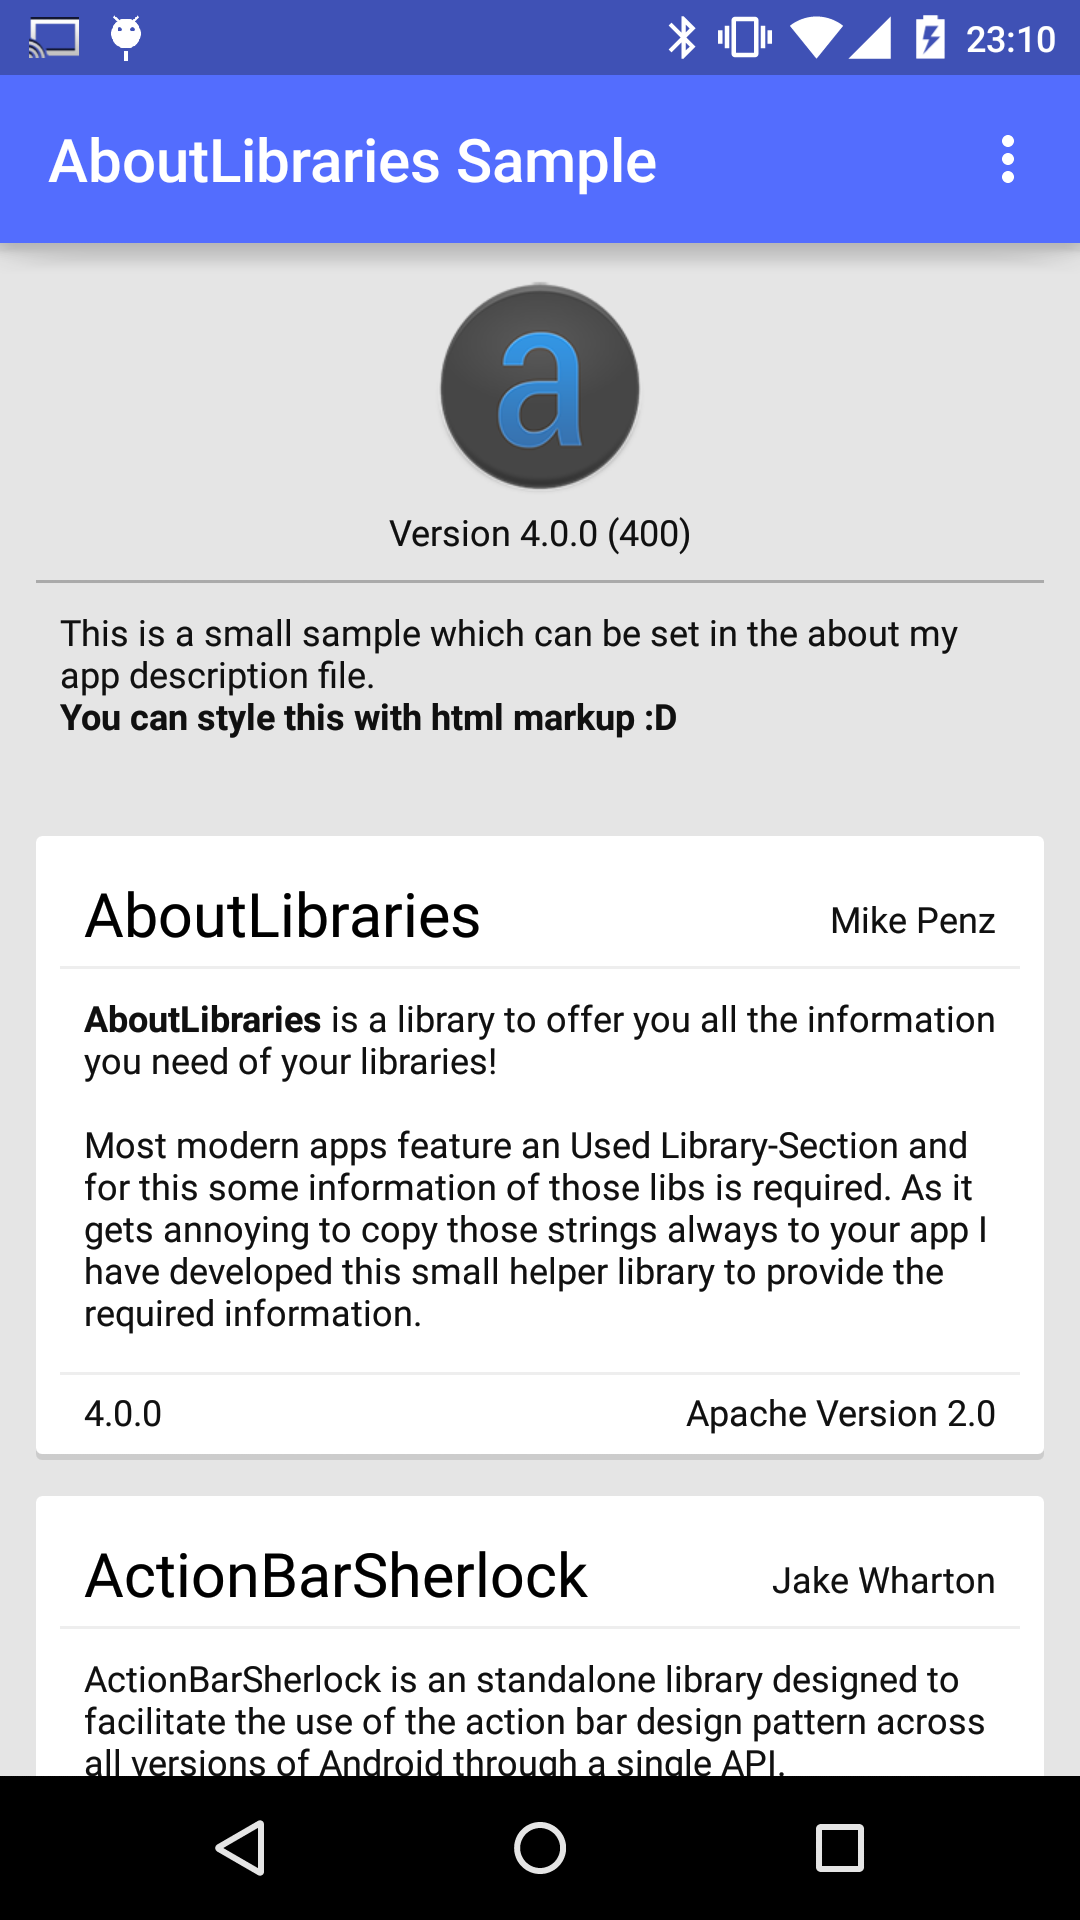 23:10
AboutLibraries Sample
a
Version 4.0.0 (400)
This is a small sample which can be set in the about my
app description file.
You can style this with html markup :D
AboutLibraries
Mike Penz
AboutLibraries is a library to offer you all the information
you need of your libraries!
Most modern apps feature an Used Library-Section and
for this some information of those libs is required. As it
gets annoying to copy those strings always to your app I
have developed this small helper library to provide the
required information.
4.0.0
Apache Version 2.0
ActionBarSherlock
Jake Wharton
ActionBarSherlock is an standalone library designed to
facilitate the use of the action bar design pattern across
all versions of Android through a single API.